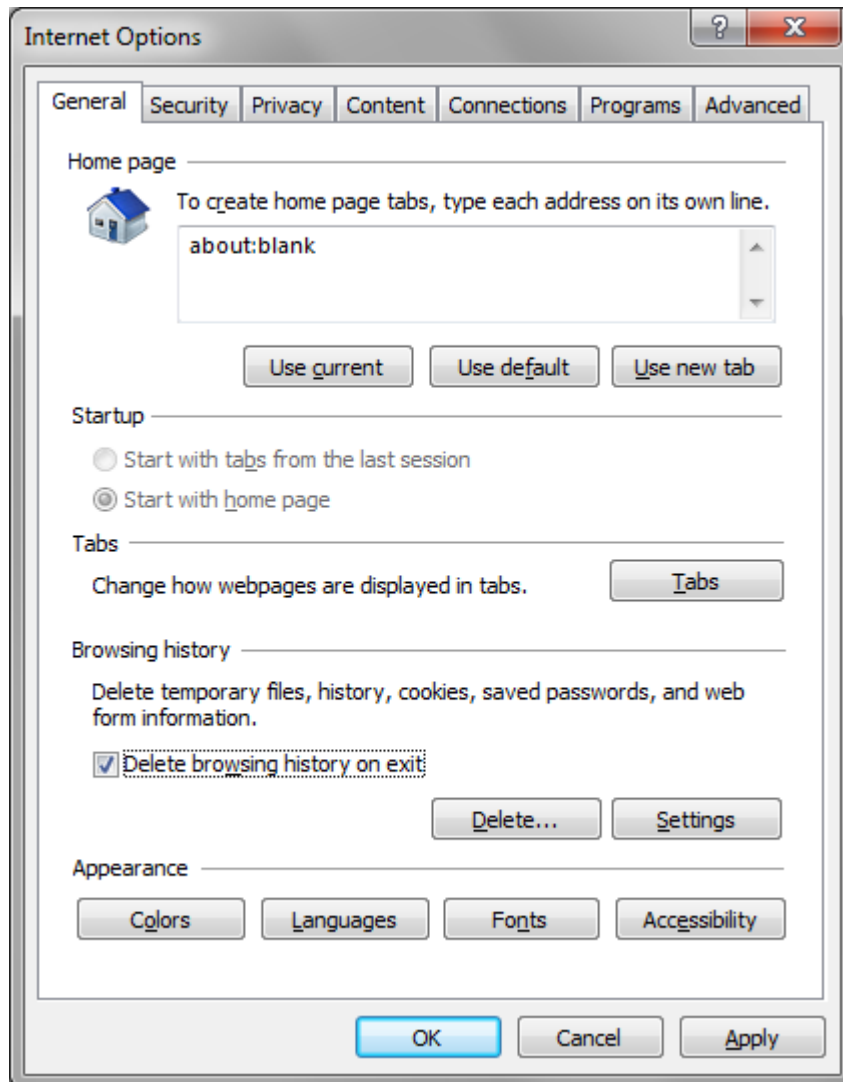 Internet Options
General Security Privacy Content Connections Programs Advanced
Home page
To create home page tabs, type each address on its own line.
about:blank
Use current Use default Use new tab
Startup
Start with tabs from the last session
Start with home page
Tabs
Change how webpages are displayed in tabs. Tabs
Browsing history
Delete temporary files, history, cookies, saved passwords, and web
form information.
Delete browsing history on exit
Delete... Settings
Appearance
Colors Languages Fonts Accessibility
OK Cancel Apply